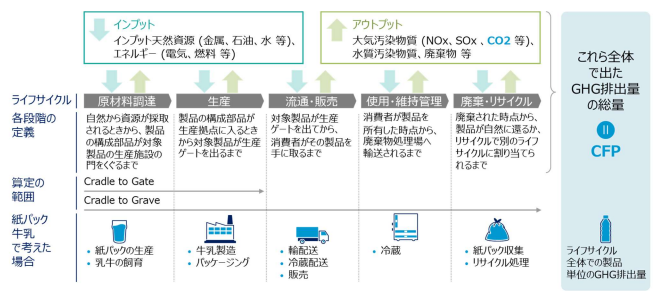 インプット
インプット天然資源 (金属、石油、水 等)、
エネルギー (電気、燃料 等)
アウトプット
大気汚染物質 (NOx、SOx 、CO2 等)、
水質汚染物質、廃棄物 等
ライフサイクル
原材料調達
生産
流通・販売
使用・維持管理
廃棄・リサイクル
各段階の
定義
自然から資源が採取
されるときから、製品
の構成部品が対象
製品の生産施設の
門をくぐるまで
製品の構成部品が
生産拠点に入るとき
から対象製品が生産
ゲートを出るまで
対象製品が生産
ゲートを出てから、
消費者がその製品を
手に取るまで
消費者が製品を
所有した時点から、
廃棄物処理場へ
輸送されるまで
廃棄された時点から、
製品が自然に還るか、
リサイクルで別のライフ
サイクルに割り当てら
れるまで
算定の
範囲
Cradle to Gate
Cradle to Grave
紙パック
牛乳
で考えた
場合
• 紙パックの生産
• 乳牛の飼育
• 牛乳製造
• パッケージング
• 輸配送
• 冷蔵配送
• 販売
• 冷蔵
• 紙パック収集
• リサイクル処理
これら全体
で出た
GHG排出量
の総量
=
CFP
ライフサイクル
全体での製品
単位のGHG排出量